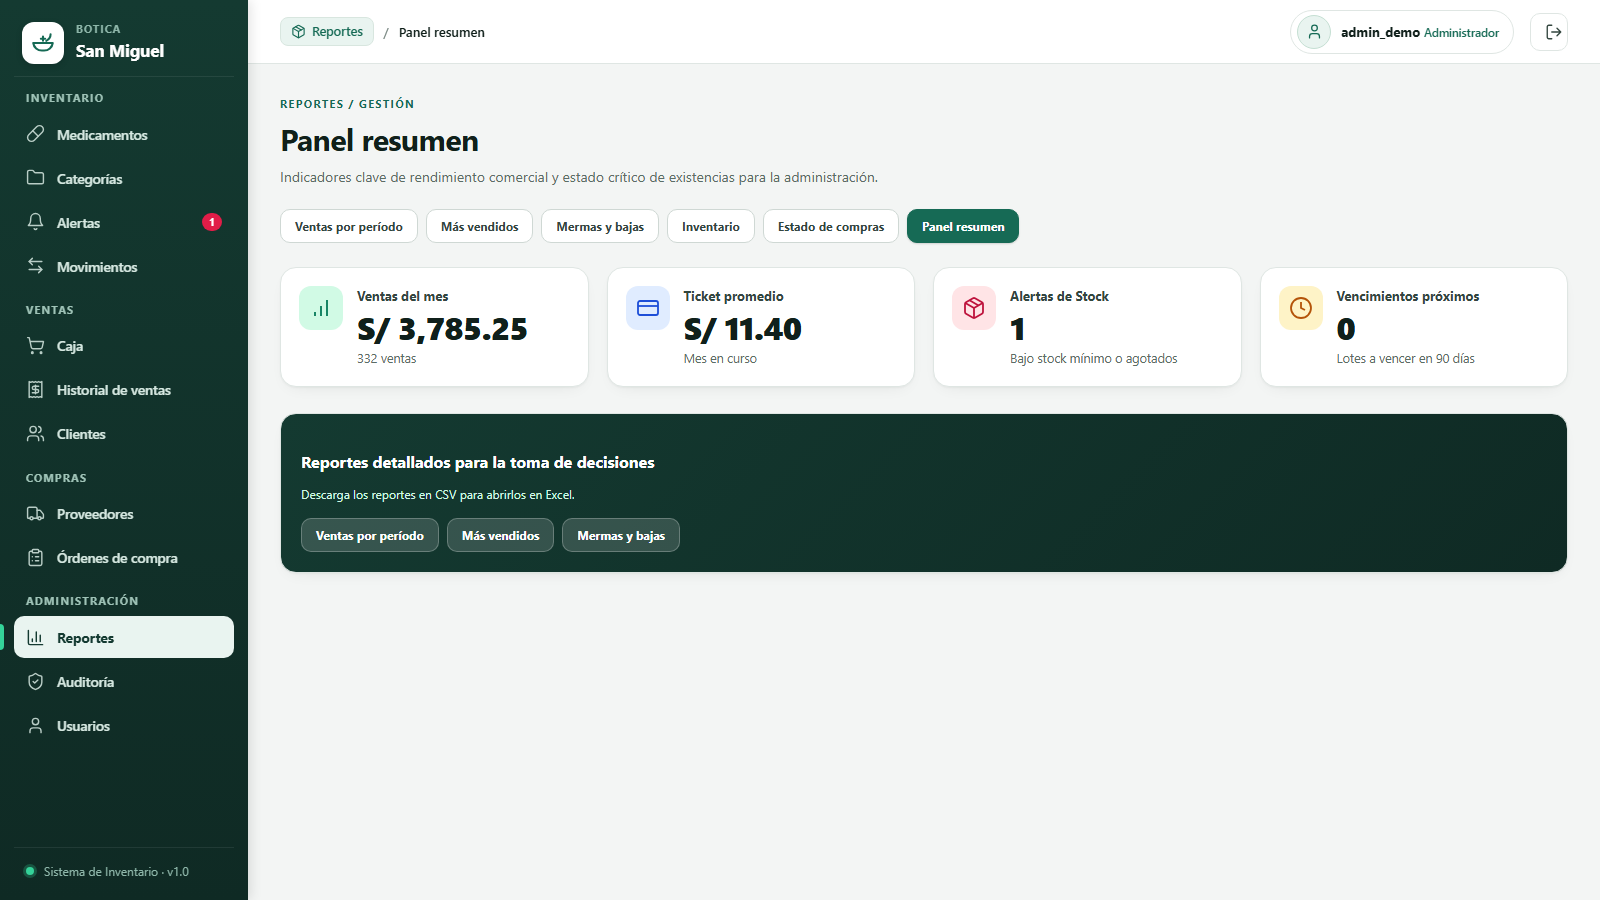 BOTICA
San Miguel
INVENTARIO
Medicamentos
Categorías
Alertas 1
Movimientos
VENTAS
Caja
Historial de ventas
Clientes
COMPRAS
Proveedores
Órdenes de compra
ADMINISTRACIÓN
Reportes
Auditoría
Usuarios
Sistema de Inventario · v1.0
Reportes / Panel resumen
admin_demo Administrador
REPORTES / GESTIÓN
Panel resumen
Indicadores clave de rendimiento comercial y estado crítico de existencias para la administración.
Ventas por período Más vendidos Mermas y bajas Inventario Estado de compras Panel resumen
Ventas del mes
S/ 3,785.25
332 ventas
Ticket promedio
S/ 11.40
Mes en curso
Alertas de Stock
1
Bajo stock mínimo o agotados
Vencimientos próximos
0
Lotes a vencer en 90 días
Reportes detallados para la toma de decisiones
Descarga los reportes en CSV para abrirlos en Excel.
Ventas por período Más vendidos Mermas y bajas